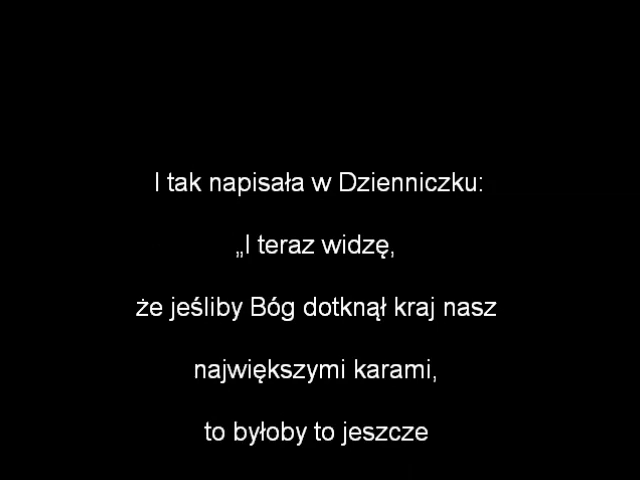 I tak napisała w Dzienniczku:
„I teraz widzę,
że jeśliby Bóg dotknął kraj nasz
największymi karami,
to byłoby to jeszcze